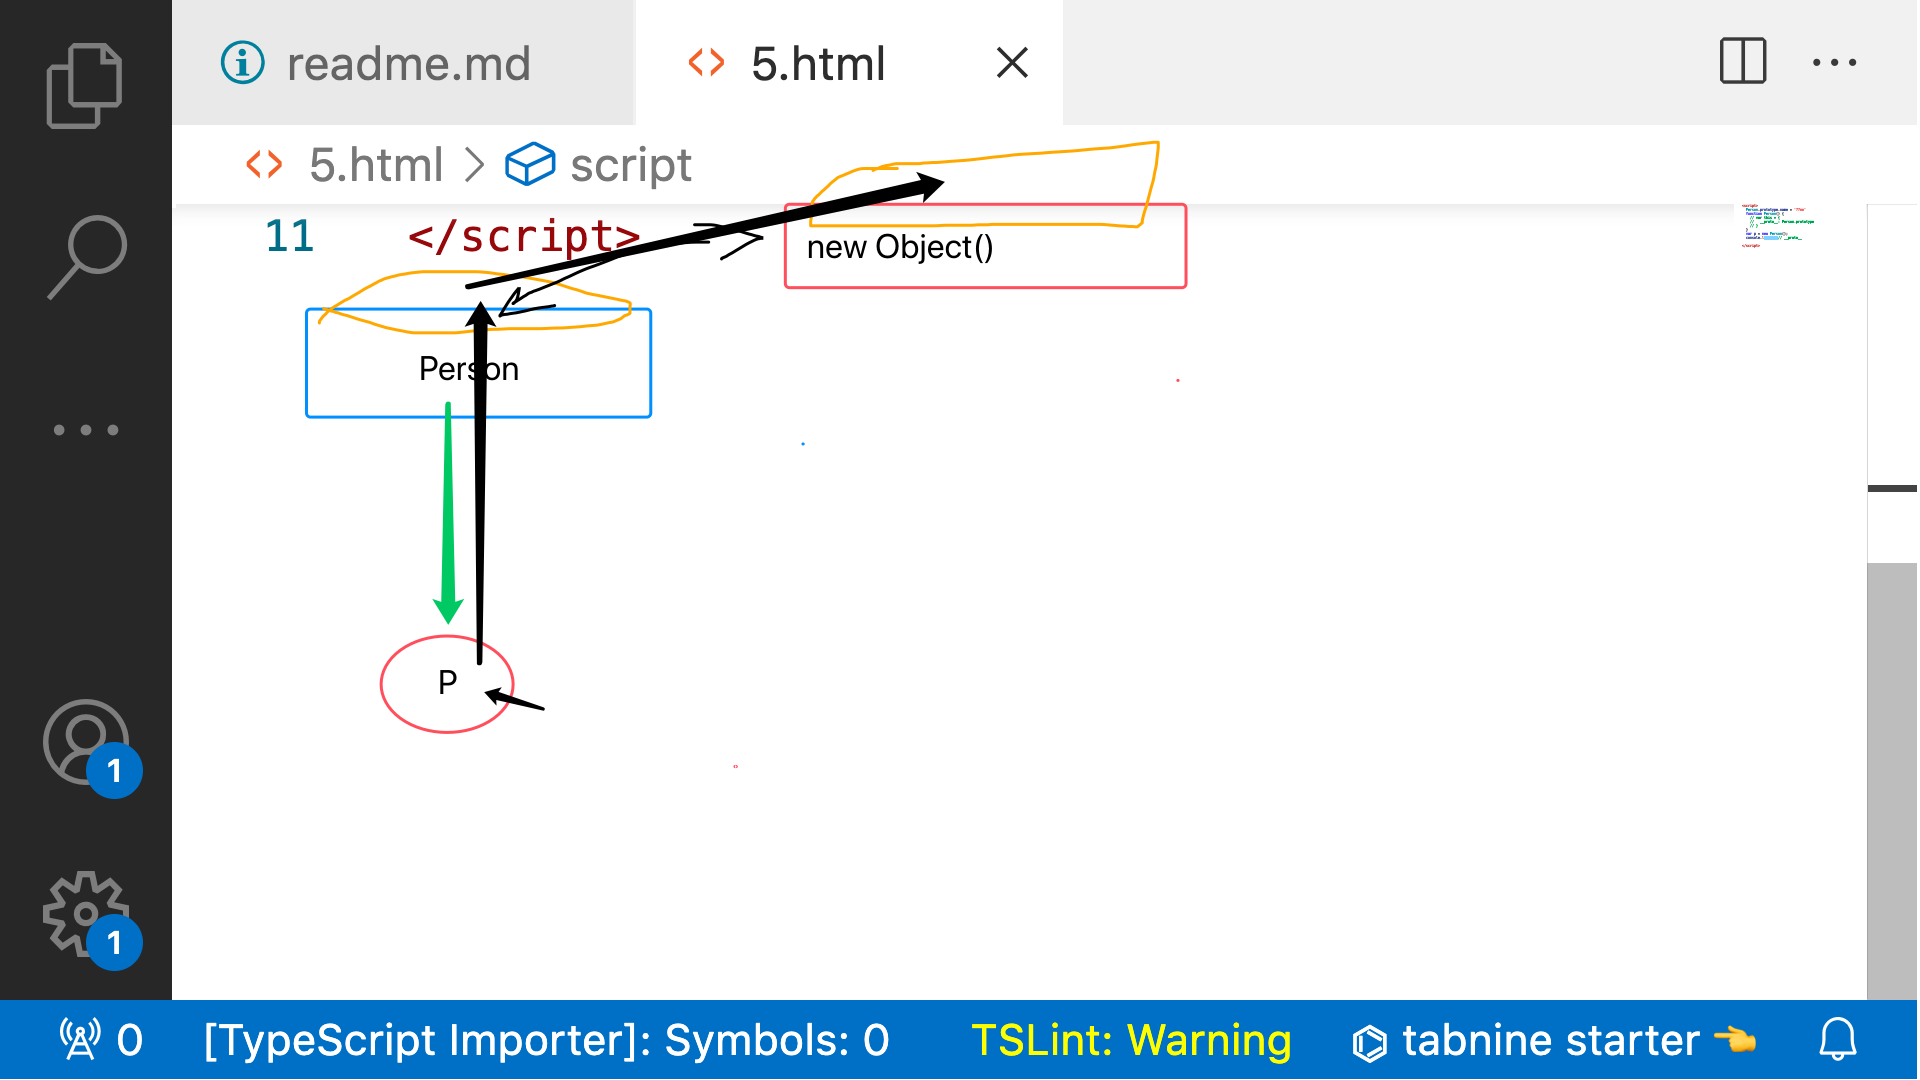 readme.md
5.html
5.html > script
11 </script>
new Object()
Person
P
1
1
0
[TypeScript Importer]: Symbols: 0
TSLint: Warning
tabnine starter 👈